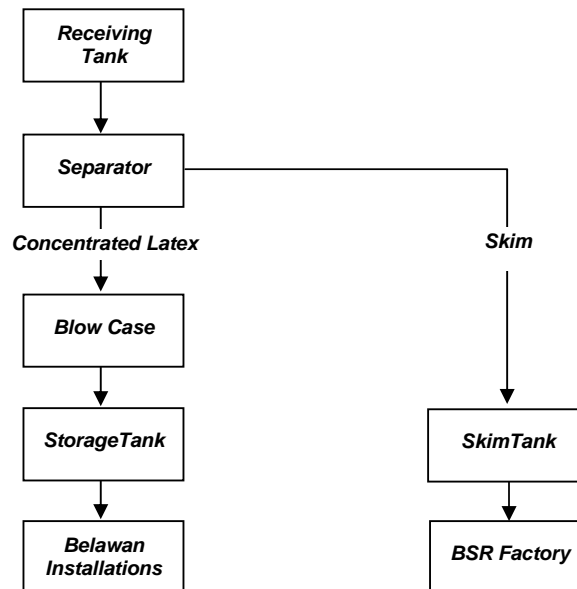 Receiving
Tank
Separator
Concentrated Latex
Skim
Blow Case
StorageTank
SkimTank
Belawan
Installations
BSR Factory